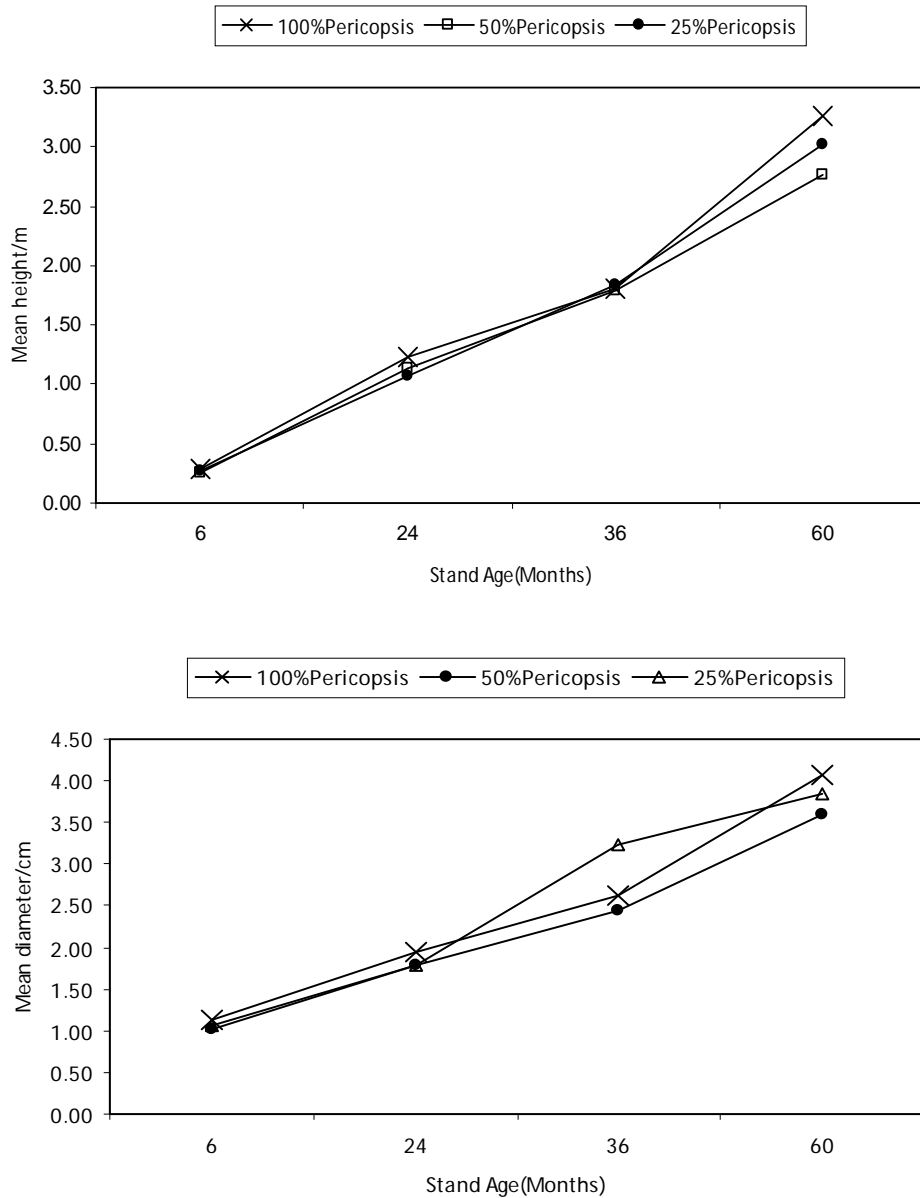 100%Pericopsis 50%Pericopsis 25%Pericopsis
3.50
3.00
2.50
2.00
1.50
1.00
0.50
0.00
Mean height/m
6 24 36 60
Stand Age(Months)
100%Pericopsis 50%Pericopsis 25%Pericopsis
4.50
4.00
3.50
3.00
2.50
2.00
1.50
1.00
0.50
0.00
Mean diameter/cm
6 24 36 60
Stand Age(Months)